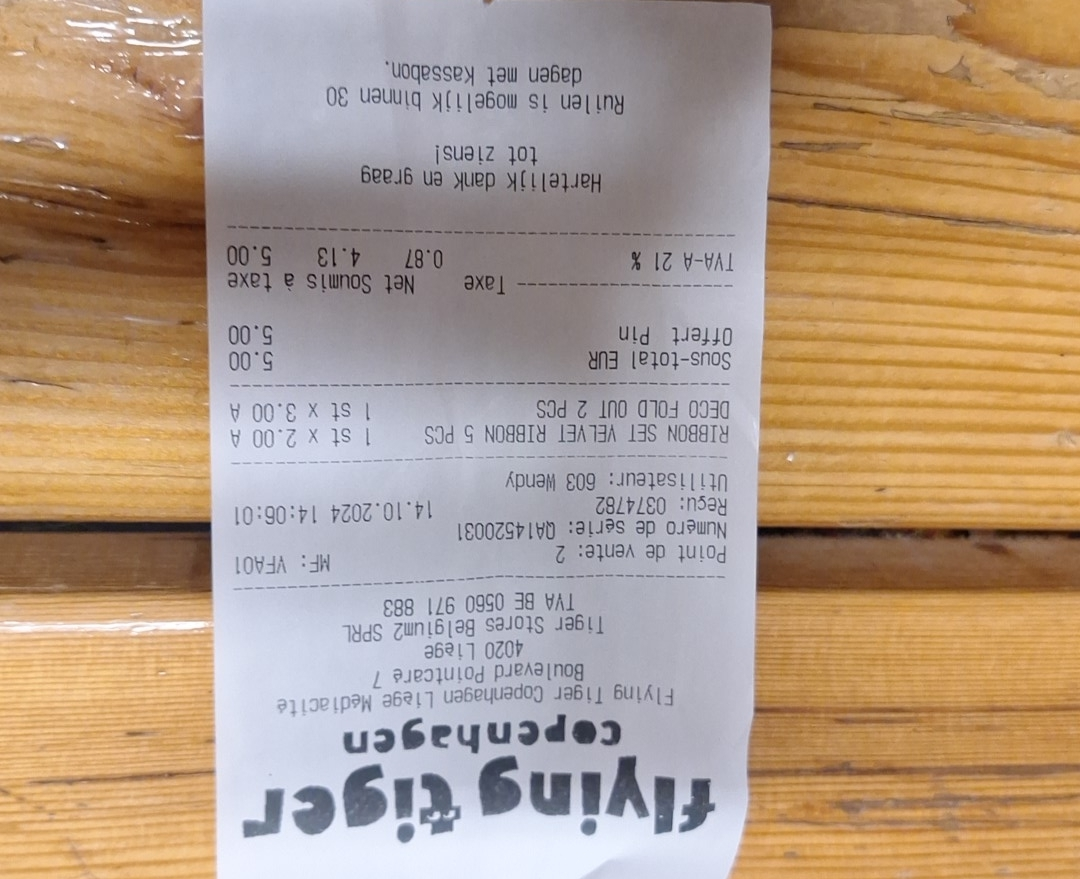 flying tiger
copenhagen
Flying Tiger Copenhagen Liege Mediacite
Boulevard Pointcare 7
4020 Liege
Tiger Stores Belgium2 SPRL
TVA BE 0560 971 883
Point de vente: 2 MF: VFA01
Numero de série: QA14520031
Reçu: 0374782 14.10.2024 14:06:01
Utilisateur: 603 Wendy
RIBBON SET VELVET RIBBON 5 PCS 1 st x 2.00 A
DECO FOLD OUT 2 PCS 1 st x 3.00 A
Sous-total EUR 5.00
Offert Pin 5.00
Taxe Net Soumis à taxe
TVA-A 21 % 0.87 4.13 5.00
Hartelijk dank en graag
tot ziens!
Ruilen is mogelijk binnen 30
dagen met Kassabon.